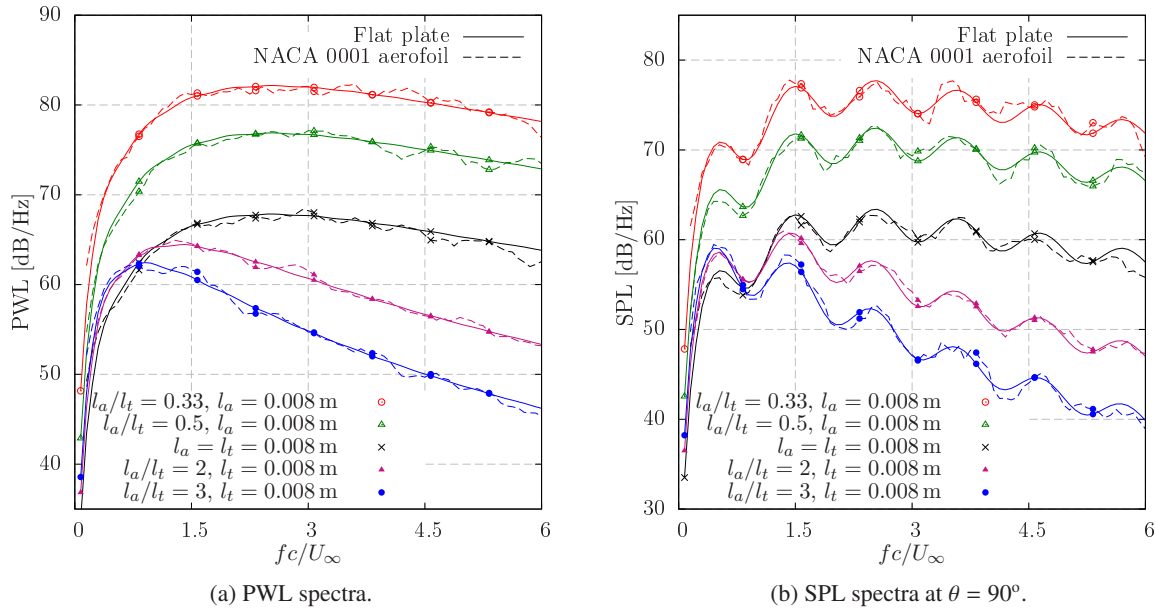 90
80
70
60
50
40
PWL [dB/Hz]
Flat plate
NACA 0001 aerofoil
l_a/l_t = 0.33, l_a = 0.008 m
l_a/l_t = 0.5, l_a = 0.008 m
l_a = l_t = 0.008 m
l_a/l_t = 2, l_t = 0.008 m
l_a/l_t = 3, l_t = 0.008 m
0 1.5 3 4.5 6
fc/U_∞
(a) PWL spectra.
80
70
60
50
40
30
SPL [dB/Hz]
Flat plate
NACA 0001 aerofoil
l_a/l_t = 0.33, l_a = 0.008 m
l_a/l_t = 0.5, l_a = 0.008 m
l_a = l_t = 0.008 m
l_a/l_t = 2, l_t = 0.008 m
l_a/l_t = 3, l_t = 0.008 m
0 1.5 3 4.5 6
fc/U_∞
(b) SPL spectra at θ = 90º.